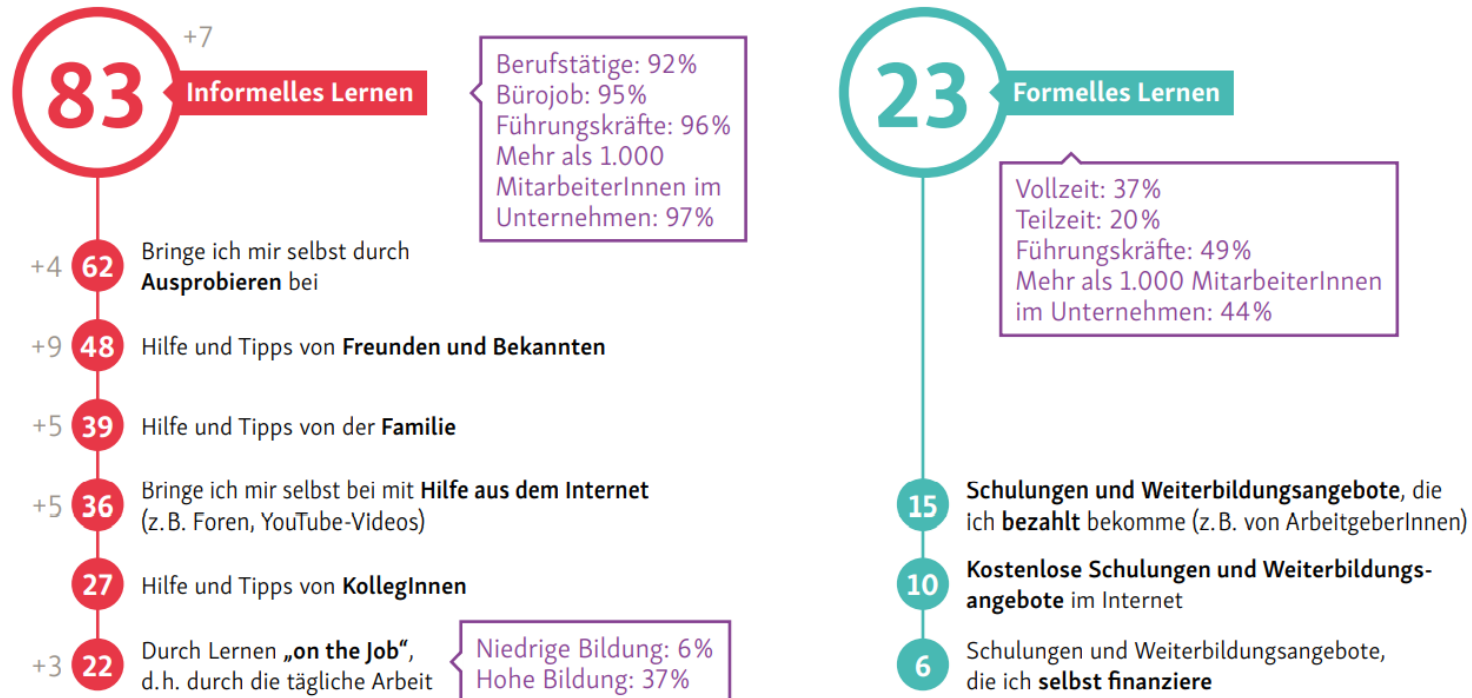 +7
83
Informelles Lernen
Berufstätige: 92%
Bürojob: 95%
Führungskräfte: 96%
Mehr als 1.000
MitarbeiterInnen im
Unternehmen: 97%
+4 62
Bringe ich mir selbst durch
Ausprobieren bei
+9 48 Hilfe und Tipps von Freunden und Bekannten
+5 39 Hilfe und Tipps von der Familie
+5 36
Bringe ich mir selbst bei mit Hilfe aus dem Internet
(z.B. Foren, YouTube-Videos)
27 Hilfe und Tipps von KollegInnen
+3 22
Durch Lernen „on the Job“,
d.h. durch die tägliche Arbeit
Niedrige Bildung: 6%
Hohe Bildung: 37%
23
Formelles Lernen
Vollzeit: 37%
Teilzeit: 20%
Führungskräfte: 49%
Mehr als 1.000 MitarbeiterInnen
im Unternehmen: 44%
15
Schulungen und Weiterbildungsangebote, die
ich bezahlt bekomme (z.B. von ArbeitgeberInnen)
10
Kostenlose Schulungen und Weiterbildungs-
angebote im Internet
6
Schulungen und Weiterbildungsangebote,
die ich selbst finanziere